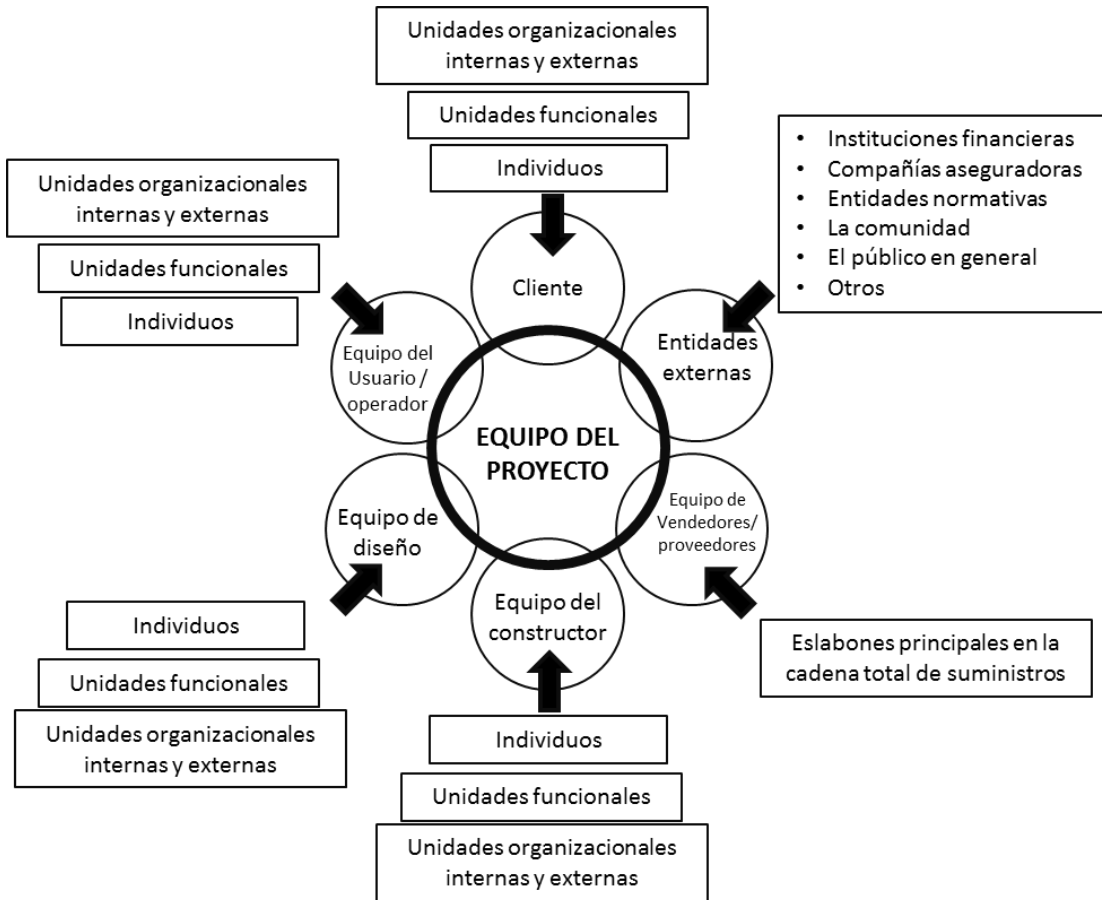 Unidades organizacionales
internas y externas
Unidades funcionales
Individuos
Cliente
• Instituciones financieras
• Compañías aseguradoras
• Entidades normativas
• La comunidad
• El público en general
• Otros
Entidades
externas
Unidades organizacionales
internas y externas
Unidades funcionales
Individuos
Equipo del
Usuario /
operador
EQUIPO DEL
PROYECTO
Equipo de
Vendedores/
proveedores
Eslabones principales en la
cadena total de suministros
Equipo de
diseño
Individuos
Unidades funcionales
Unidades organizacionales
internas y externas
Equipo del
constructor
Individuos
Unidades funcionales
Unidades organizacionales
internas y externas